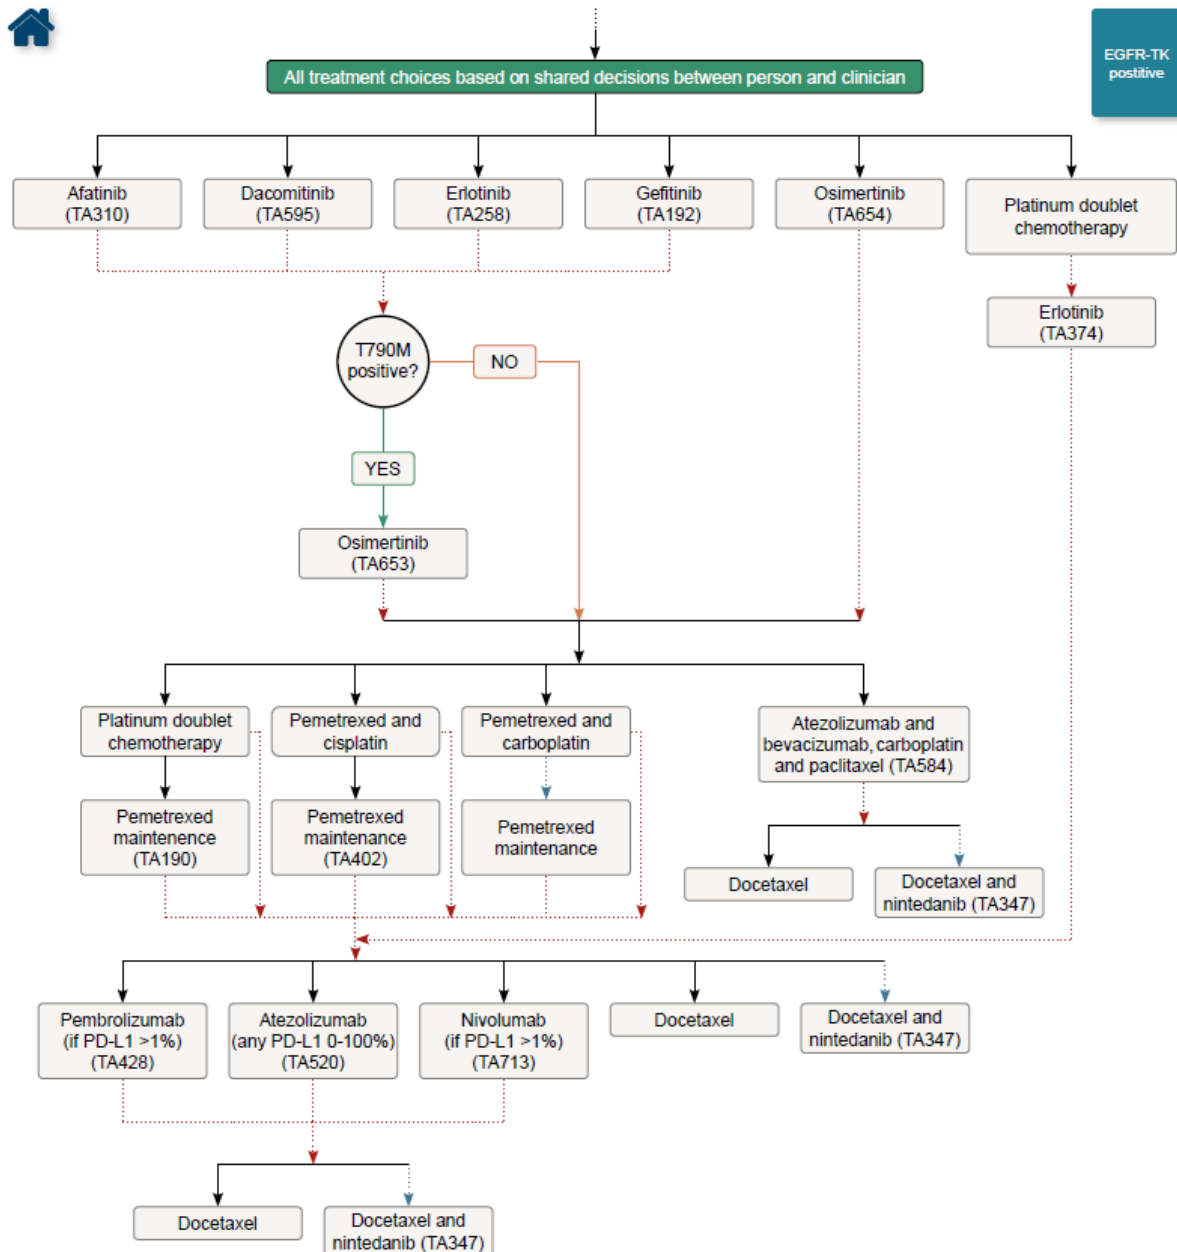 EGFR-TK
postitive
All treatment choices based on shared decisions between person and clinician
Afatinib
(TA310)
Dacomitinib
(TA595)
Erlotinib
(TA258)
Gefitinib
(TA192)
Osimertinib
(TA654)
Platinum doublet
chemotherapy
Erlotinib
(TA374)
T790M
positive?
NO
YES
Osimertinib
(TA653)
Platinum doublet
chemotherapy
Pemetrexed and
cisplatin
Pemetrexed and
carboplatin
Atezolizumab and
bevacizumab, carboplatin
and paclitaxel (TA584)
Pemetrexed
maintenence
(TA190)
Pemetrexed
maintenance
(TA402)
Pemetrexed
maintenance
Docetaxel
Docetaxel and
nintedanib (TA347)
Pembrolizumab
(if PD-L1 >1%)
(TA428)
Atezolizumab
(any PD-L1 0-100%)
(TA520)
Nivolumab
(if PD-L1 >1%)
(TA713)
Docetaxel
Docetaxel and
nintedanib (TA347)
Docetaxel
Docetaxel and
nintedanib (TA347)